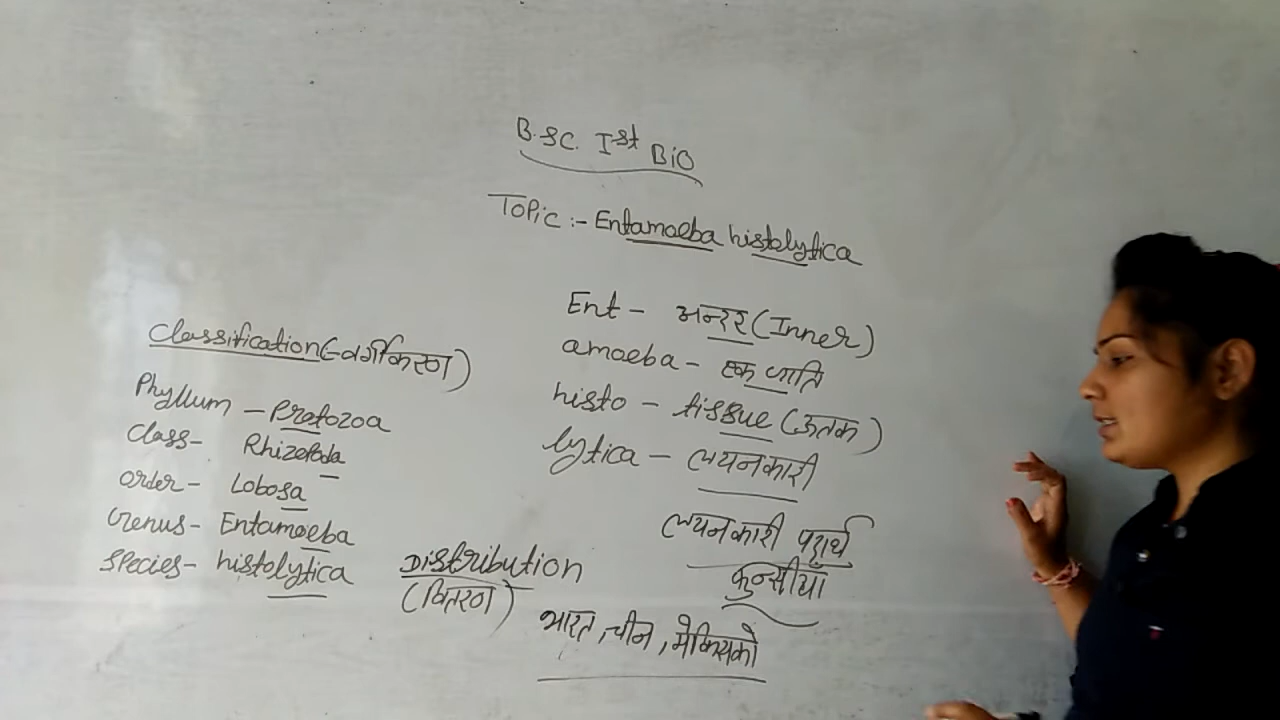 B.Sc. Ist Bio
Topic :- Entamoeba histolytica
Ent - अन्दर (Inner)
amoeba - एक जाति
histo - tissue (ऊतक)
lytica - लयनकारी
लयनकारी पदार्थ
Classification (-वर्गीकरण)
Phyllum - Protozoa
Class - Rhizopoda
order - Lobosa
Genus - Entamoeba
Species - histolytica
Distribution
(वितरण)
भारत, चीन, मेक्सिको